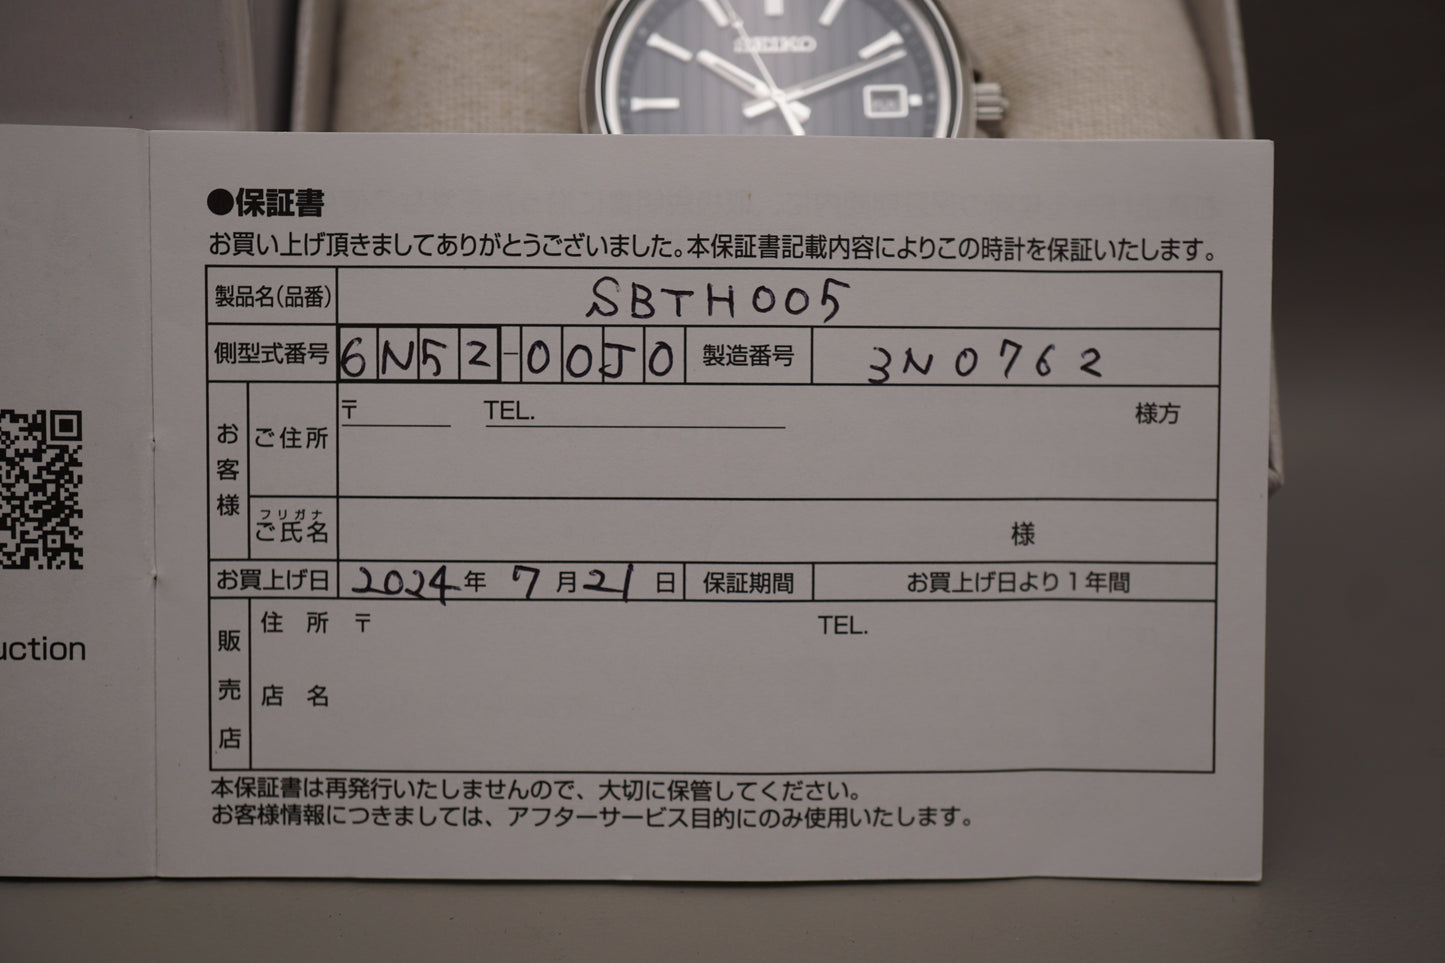 SEIKO
●保証書
お買い上げ頂きましてありがとうございました。本保証書記載内容によりこの時計を保証いたします。
製品名(品番) SBTH005
側型式番号 6N52-00J0 製造番号 3N0762
お客様
ご住所 〒 TEL. 様方
フリガナ
ご氏名 様
お買上げ日 2024年 7月21日 保証期間 お買上げ日より1年間
販売店
住所 〒 TEL.
店名
本保証書は再発行いたしませんので、大切に保管してください。
お客様情報につきましては、アフターサービス目的にのみ使用いたします。
uction